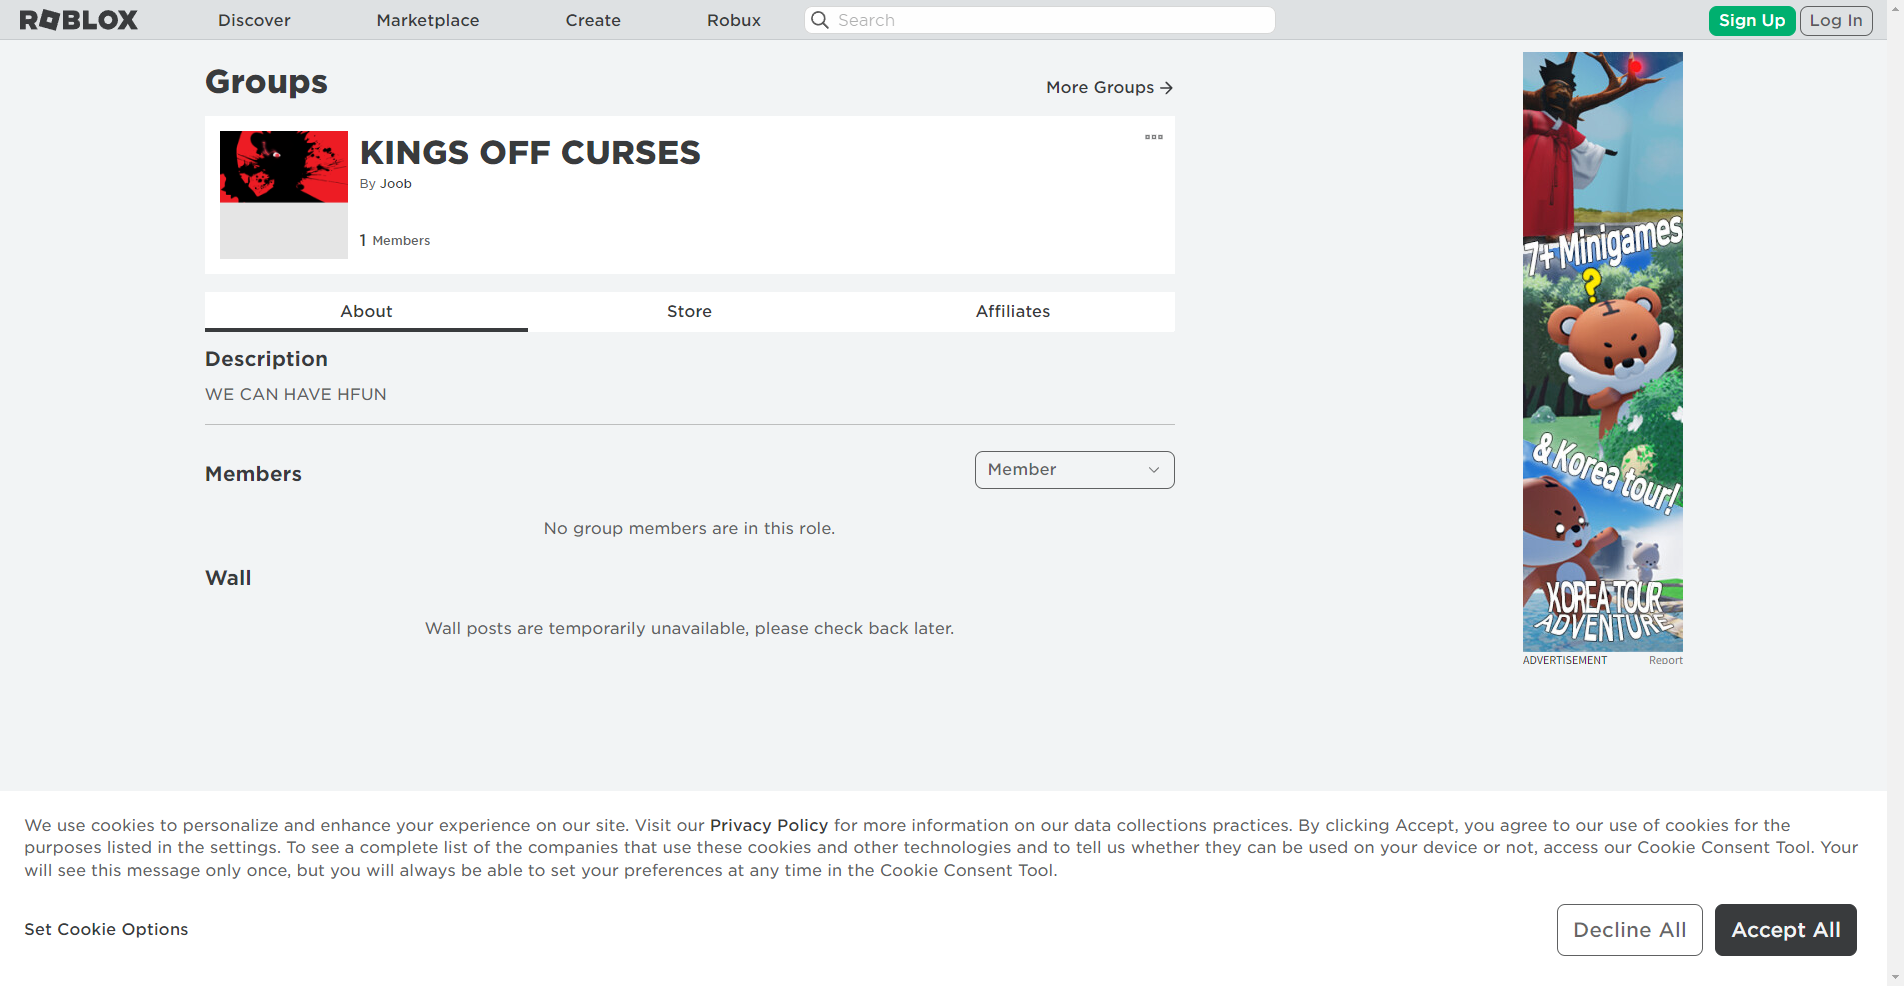 ROBLOX
Discover
Marketplace
Create
Robux
Search
Sign Up
Log In
Groups
More Groups
KINGS OFF CURSES
By Joob
1 Members
About
Store
Affiliates
Description
WE CAN HAVE HFUN
Members
Member
No group members are in this role.
Wall
Wall posts are temporarily unavailable, please check back later.
7+ Minigames
?
& Korea tour!
KOREA TOUR
ADVENTURE
ADVERTISEMENT
Report
We use cookies to personalize and enhance your experience on our site. Visit our Privacy Policy for more information on our data collections practices. By clicking Accept, you agree to our use of cookies for the
purposes listed in the settings. To see a complete list of the companies that use these cookies and other technologies and to tell us whether they can be used on your device or not, access our Cookie Consent Tool. Your
will see this message only once, but you will always be able to set your preferences at any time in the Cookie Consent Tool.
Set Cookie Options
Decline All
Accept All